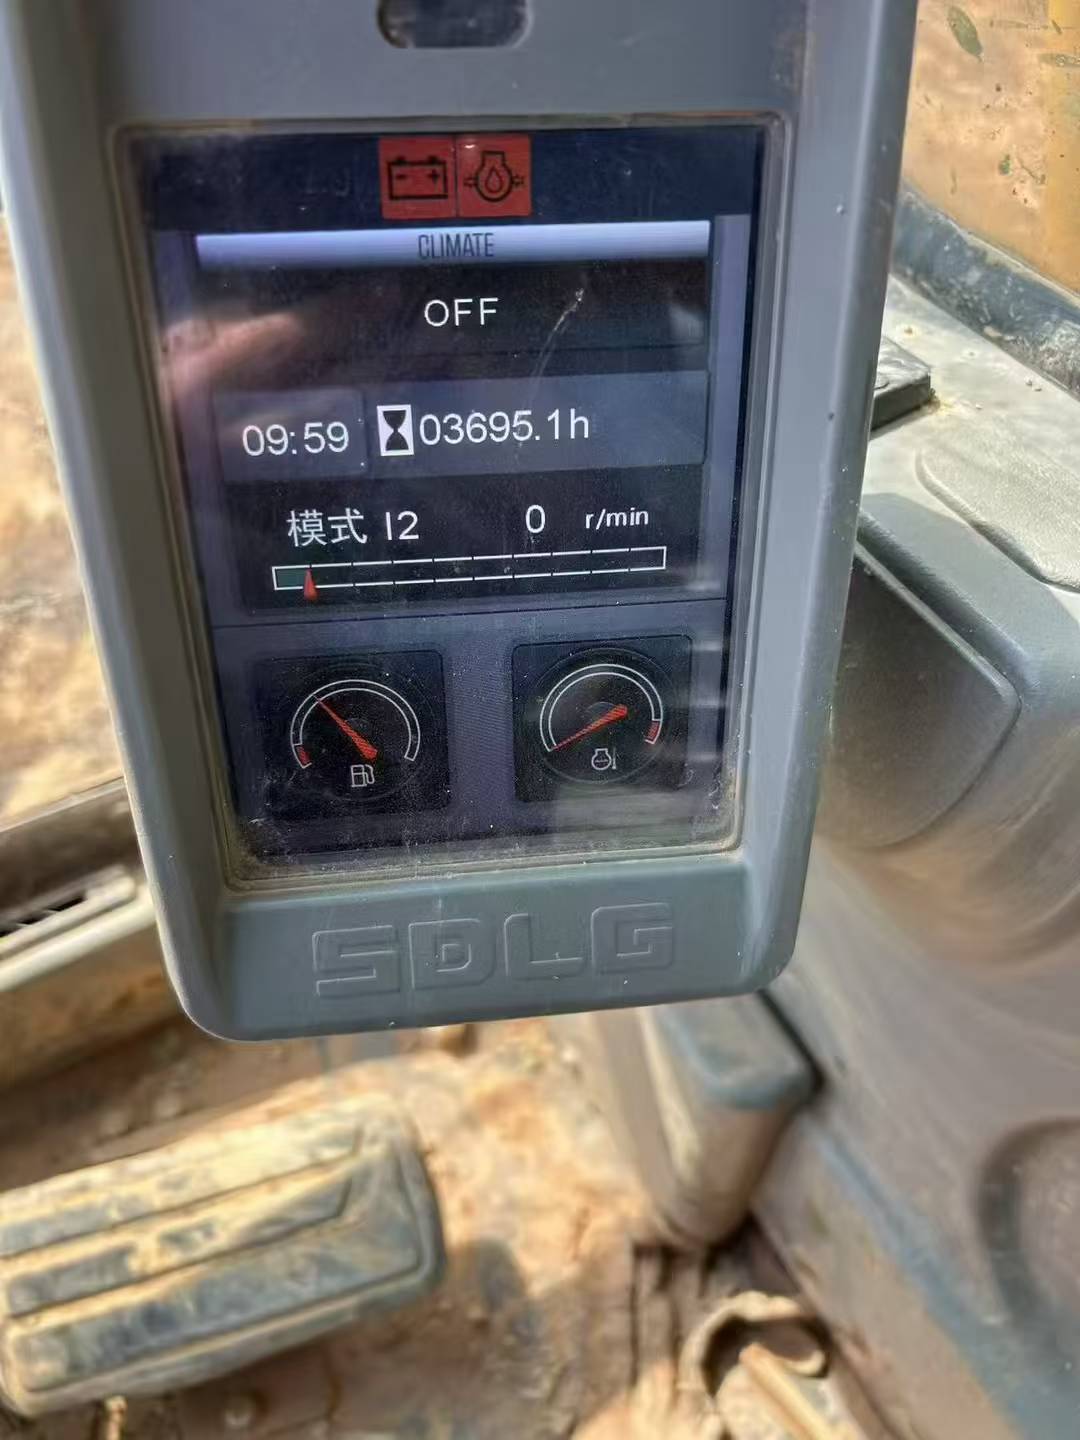 CLIMATE
OFF
09:59 03695.1h
模式 I2 0 r/min
SDLG